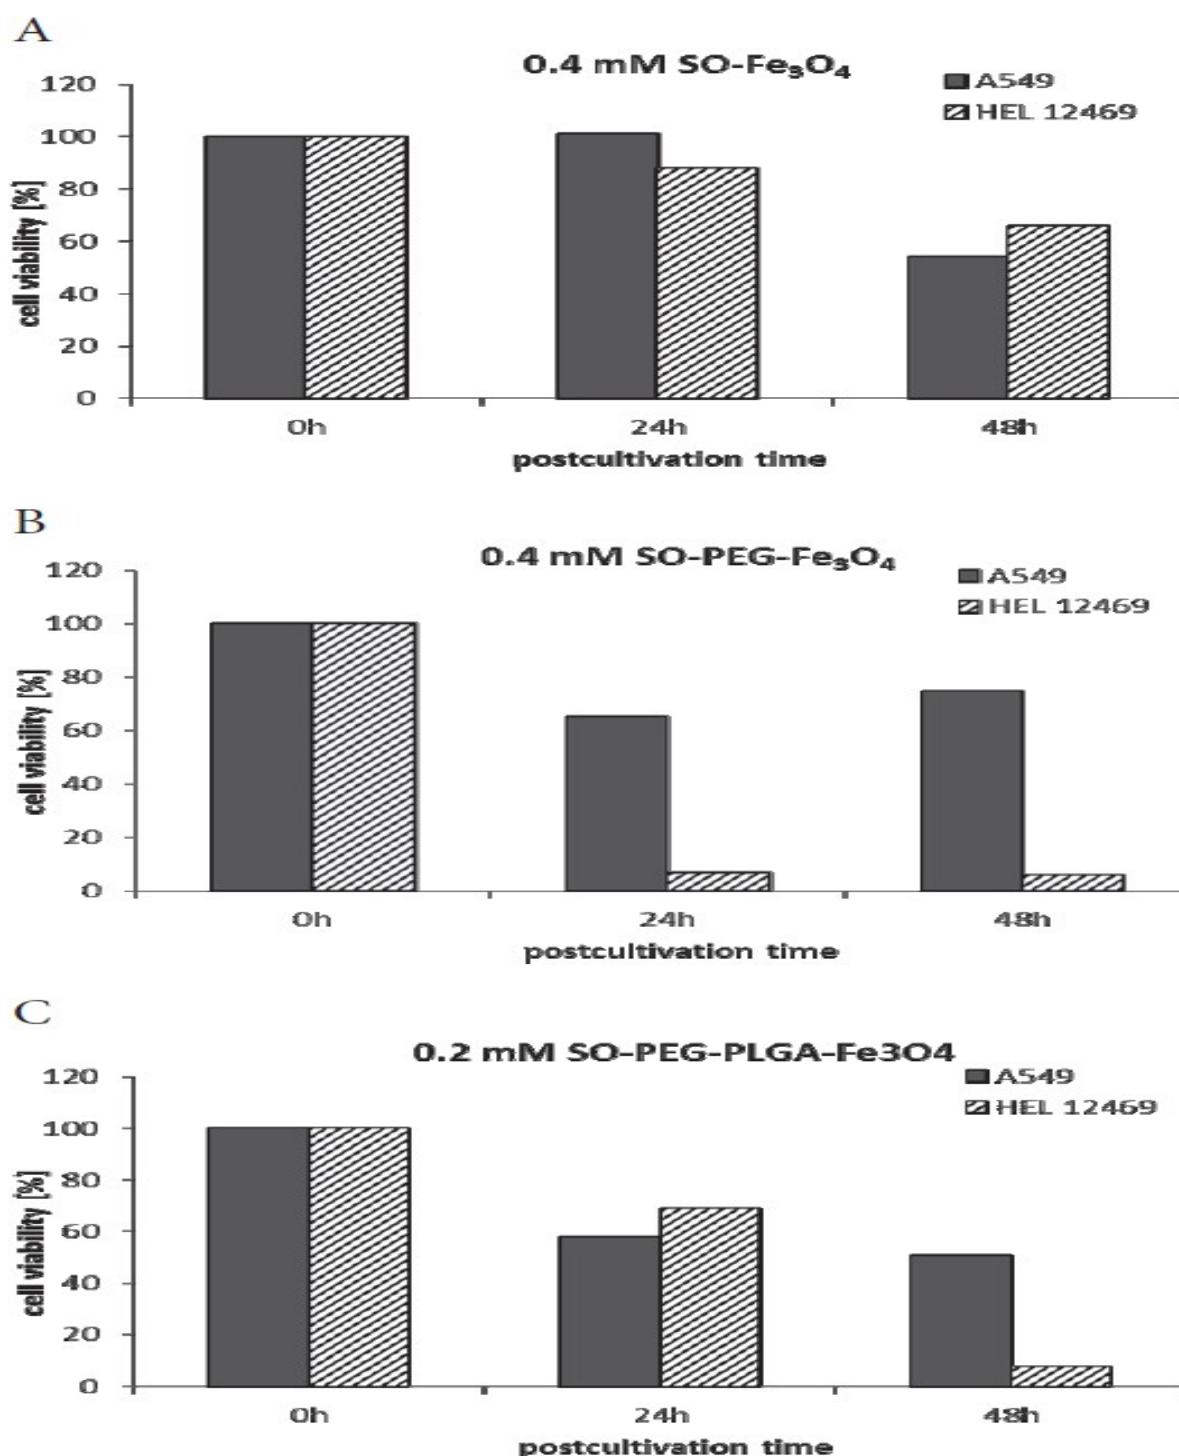 A
0.4 mM SO-Fe₃O₄
A549
HEL 12469
120
100
80
60
40
20
0
cell viability [%]
0h 24h 48h
postcultivation time
B
0.4 mM SO-PEG-Fe₃O₄
A549
HEL 12469
120
100
80
60
40
20
0
cell viability [%]
0h 24h 48h
postcultivation time
C
0.2 mM SO-PEG-PLGA-Fe3O4
A549
HEL 12469
120
100
80
60
40
20
0
cell viability [%]
0h 24h 48h
postcultivation time